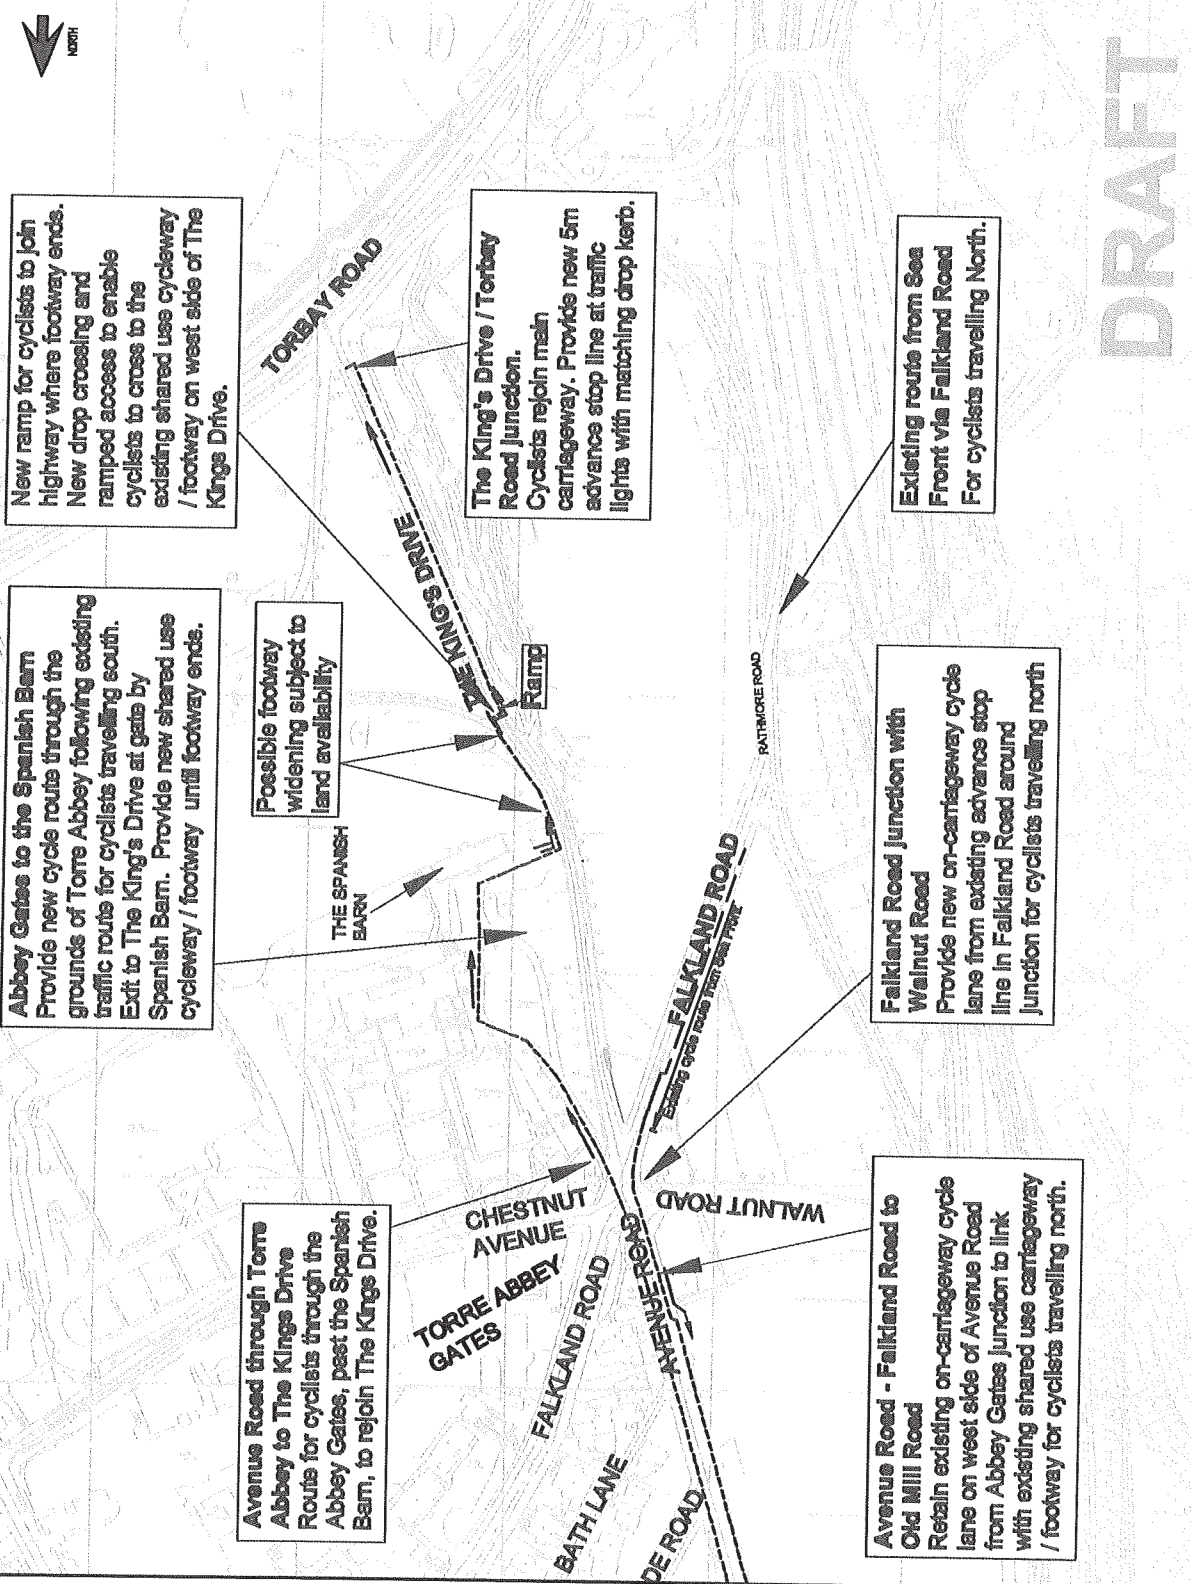 NORTH
New ramp for cyclists to join
highway where footway ends.
New drop crossing and
ramped access to enable
cyclists to cross to the
existing shared use cycleway
/ footway on west side of The
Kings Drive.
TORBAY ROAD
The King's Drive / Torbay
Road junction.
Cyclists rejoin main
carriageway. Provide new 5m
advance stop line at traffic
lights with matching drop kerb.
Existing route from Sea
Front via Falkland Road
For cyclists travelling North.
DRAFT
Abbey Gates to the Spanish Barn
Provide new cycle route through the
grounds of Torre Abbey following existing
traffic route for cyclists travelling south.
Exit to The King's Drive at gate by
Spanish Barn. Provide new shared use
cycleway / footway until footway ends.
Possible footway
widening subject to
land availability
THE KING'S DRIVE
Ramp
THE SPANISH
BARN
RATHMORE ROAD
FALKLAND ROAD
Existing cycle route from Sea Front
Falkland Road junction with
Walnut Road
Provide new on-carriageway cycle
lane from existing advance stop
line in Falkland Road around
junction for cyclists travelling north
Avenue Road through Torre
Abbey to The Kings Drive
Route for cyclists through the
Abbey Gates, past the Spanish
Barn, to rejoin The Kings Drive.
CHESTNUT
AVENUE
TORRE ABBEY
GATES
WALNUT ROAD
FALKLAND ROAD
AVENUE ROAD
BATH LANE
DE ROAD
Avenue Road - Falkland Road to
Old Mill Road
Retain existing on-carriageway cycle
lane on west side of Avenue Road
from Abbey Gates junction to link
with existing shared use carriageway
/ footway for cyclists travelling north.